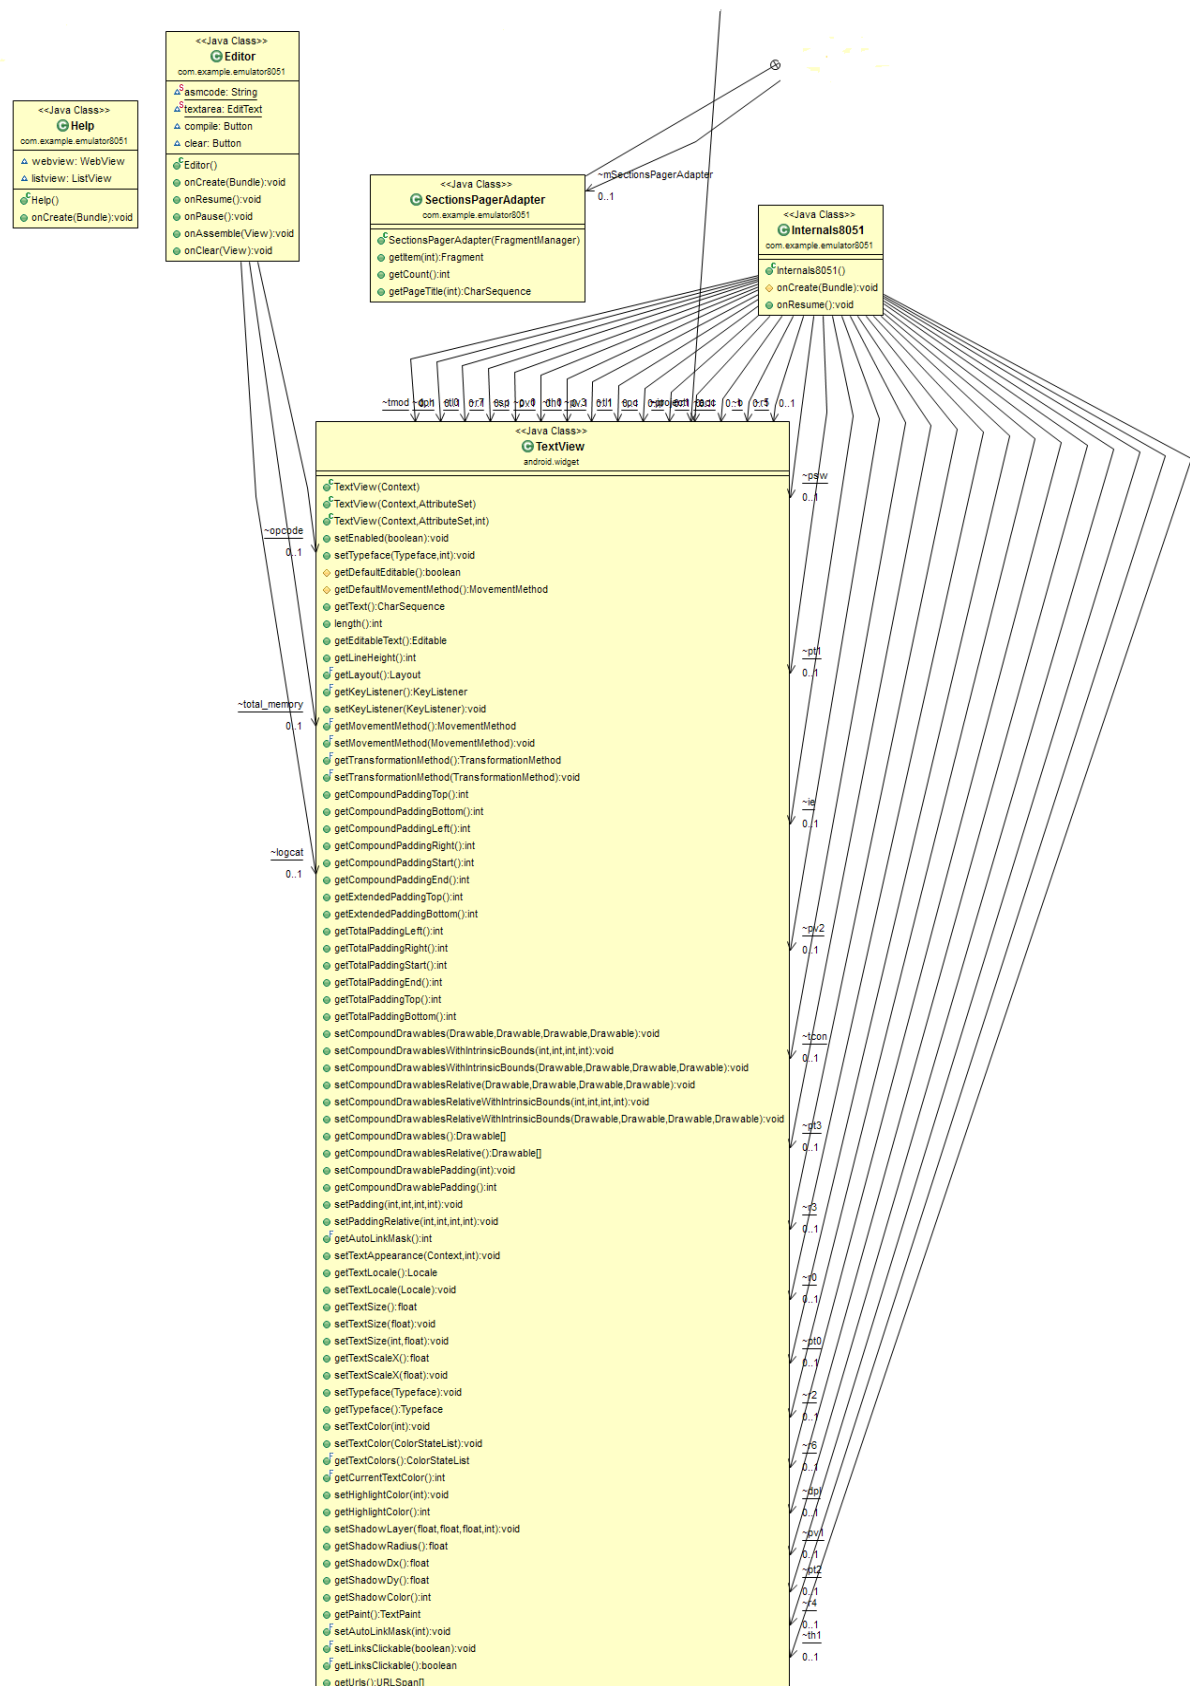 <<Java Class>>
Help
com.example.emulator8051
webview: WebView
listview: ListView
Help()
onCreate(Bundle):void
<<Java Class>>
Editor
com.example.emulator8051
asmcode: String
textarea: EditText
compile: Button
clear: Button
Editor()
onCreate(Bundle):void
onResume():void
onPause():void
onAssemble(View):void
onClear(View):void
<<Java Class>>
SectionsPagerAdapter
com.example.emulator8051
SectionsPagerAdapter(FragmentManager)
getItem(int):Fragment
getCount():int
getPageTitle(int):CharSequence
~mSectionsPagerAdapter
0..1
<<Java Class>>
Internals8051
com.example.emulator8051
Internals8051()
onCreate(Bundle):void
onResume():void
~tmod
0..1
<<Java Class>>
TextView
android.widget
TextView(Context)
TextView(Context,AttributeSet)
TextView(Context,AttributeSet,int)
setEnabled(boolean):void
setTypeface(Typeface,int):void
getDefaultEditable():boolean
getDefaultMovementMethod():MovementMethod
getText():CharSequence
length():int
getEditableText():Editable
getLineHeight():int
getLayout():Layout
getKeyListener():KeyListener
setKeyListener(KeyListener):void
getMovementMethod():MovementMethod
setMovementMethod(MovementMethod):void
getTransformationMethod():TransformationMethod
setTransformationMethod(TransformationMethod):void
getCompoundPaddingTop():int
getCompoundPaddingBottom():int
getCompoundPaddingLeft():int
getCompoundPaddingRight():int
getCompoundPaddingStart():int
getCompoundPaddingEnd():int
getExtendedPaddingTop():int
getExtendedPaddingBottom():int
getTotalPaddingLeft():int
getTotalPaddingRight():int
getTotalPaddingStart():int
getTotalPaddingEnd():int
getTotalPaddingTop():int
getTotalPaddingBottom():int
setCompoundDrawables(Drawable,Drawable,Drawable,Drawable):void
setCompoundDrawablesWithIntrinsicBounds(int,int,int,int):void
setCompoundDrawablesWithIntrinsicBounds(Drawable,Drawable,Drawable,Drawable):void
setCompoundDrawablesRelative(Drawable,Drawable,Drawable,Drawable):void
setCompoundDrawablesRelativeWithIntrinsicBounds(int,int,int,int):void
setCompoundDrawablesRelativeWithIntrinsicBounds(Drawable,Drawable,Drawable,Drawable):void
getCompoundDrawables():Drawable[]
getCompoundDrawablesRelative():Drawable[]
setCompoundDrawablePadding(int):void
getCompoundDrawablePadding():int
setPadding(int,int,int,int):void
setPaddingRelative(int,int,int,int):void
getAutoLinkMask():int
setTextAppearance(Context,int):void
getTextLocale():Locale
setTextLocale(Locale):void
getTextSize():float
setTextSize(float):void
setTextSize(int,float):void
getTextScaleX():float
setTextScaleX(float):void
setTypeface(Typeface):void
getTypeface():Typeface
setTextColor(int):void
setTextColor(ColorStateList):void
getTextColors():ColorStateList
getCurrentTextColor():int
setHighlightColor(int):void
getHighlightColor():int
setShadowLayer(float,float,float,int):void
getShadowRadius():float
getShadowDx():float
getShadowDy():float
getShadowColor():int
getPaint():TextPaint
setAutoLinkMask(int):void
setLinksClickable(boolean):void
getLinksClickable():boolean
getUrls():URLSpan[]
~opcode
0..1
~total_memory
0..1
~logcat
0..1
~psw
0..1
~pt1
0..1
~ie
0..1
~pv2
0..1
~tcon
0..1
~pt3
0..1
~r3
0..1
~r0
0..1
~pt0
0..1
~r2
0..1
~r6
0..1
~dpl
0..1
~pv1
0..1
~pt2
0..1
~r4
0..1
~th1
0..1